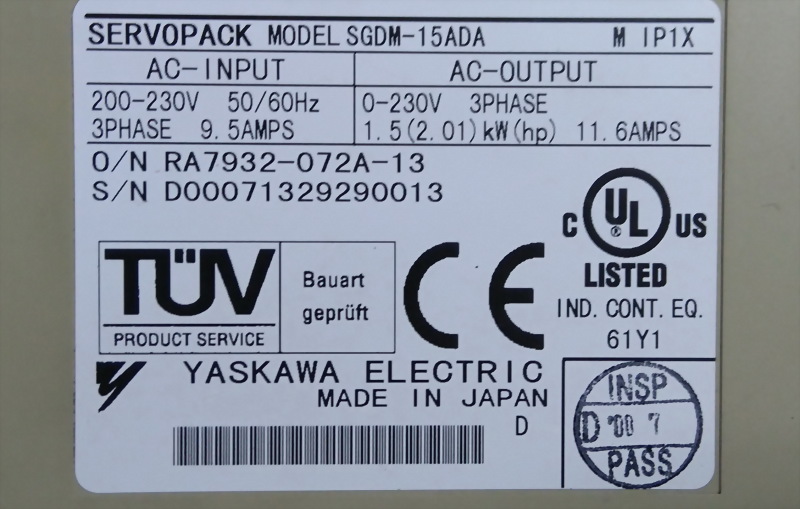 SERVOPACK MODEL SGDM-15ADA M IP1X
AC-INPUT AC-OUTPUT
200-230V 50/60Hz 0-230V 3PHASE
3PHASE 9.5AMPS 1.5(2.01)kW(hp) 11.6AMPS
O/N RA7932-072A-13
S/N D00071329290013
TÜV
PRODUCT SERVICE
Bauart
geprüft
CE
C UL ® US
LISTED
IND. CONT. EQ.
61Y1
YASKAWA ELECTRIC
MADE IN JAPAN
D
INSP
D '00 7
PASS